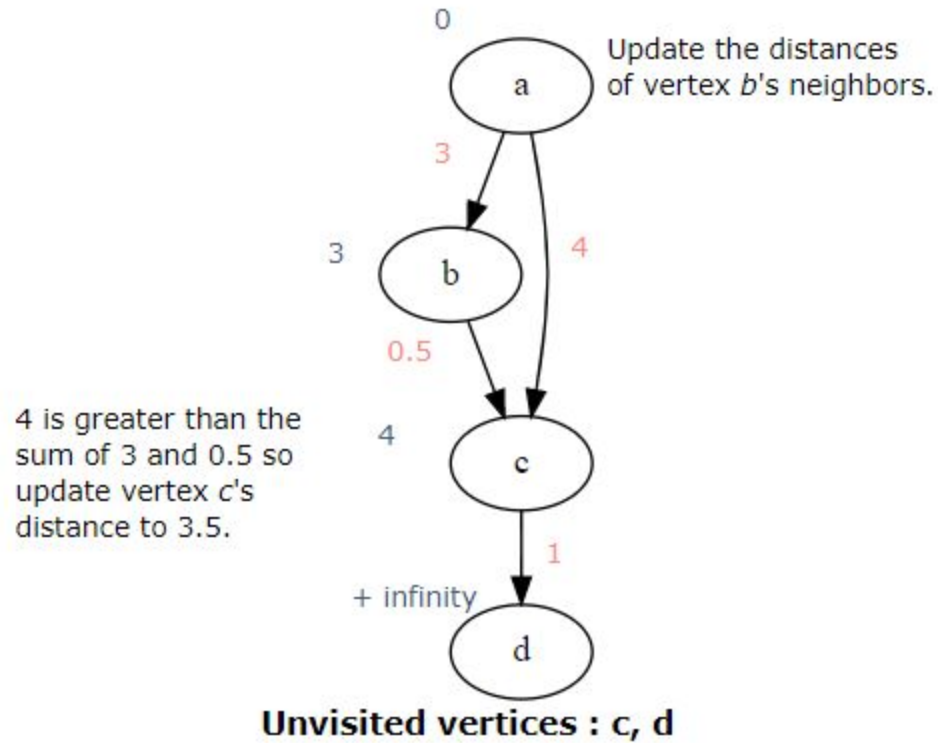 0
a
Update the distances
of vertex b's neighbors.
3
3
b
4
0.5
4 is greater than the
sum of 3 and 0.5 so
update vertex c's
distance to 3.5.
4
c
1
+ infinity
d
Unvisited vertices : c, d